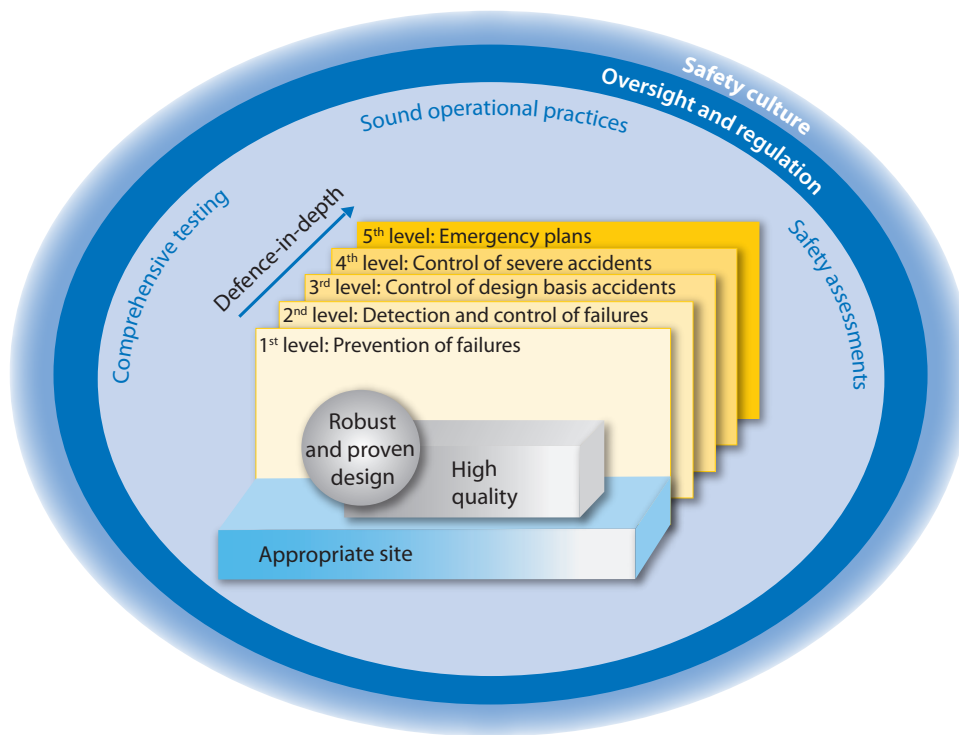 Safety culture
Oversight and regulation
Sound operational practices
Comprehensive testing
Safety assessments
Defence-in-depth
5th level: Emergency plans
4th level: Control of severe accidents
3rd level: Control of design basis accidents
2nd level: Detection and control of failures
1st level: Prevention of failures
Robust
and proven
design
High
quality
Appropriate site